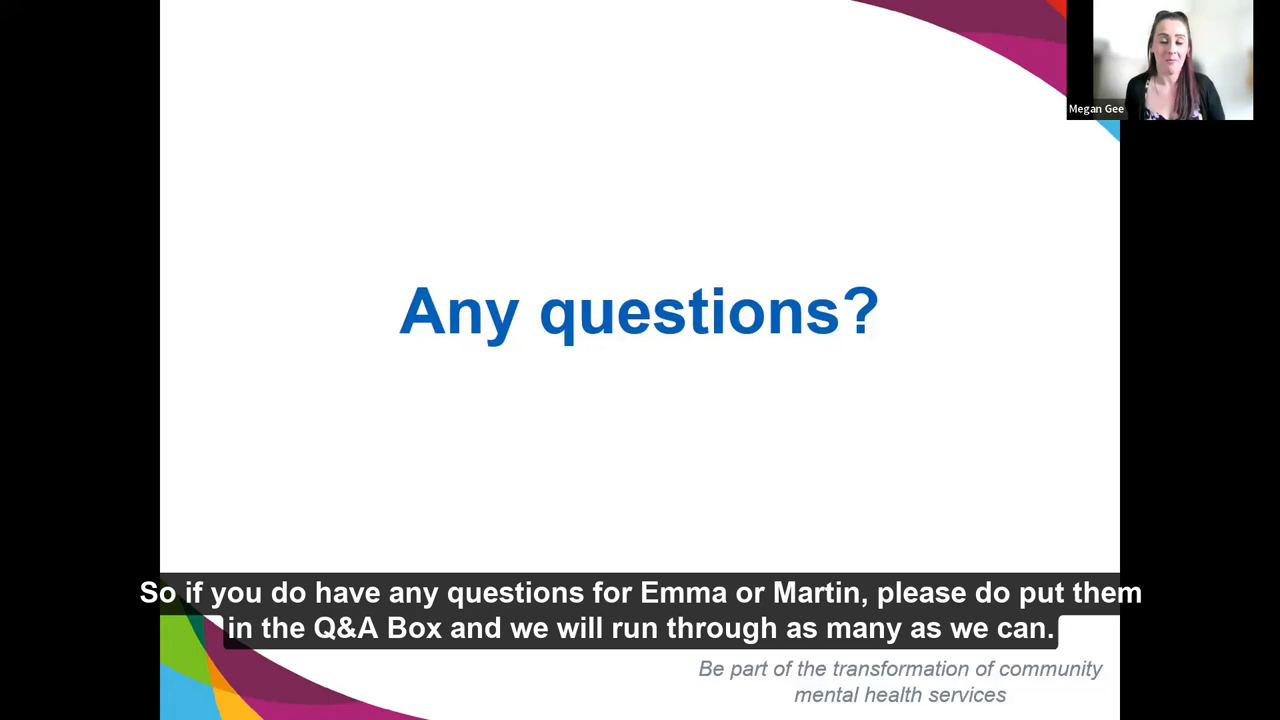 Megan Gee
Any questions?
So if you do have any questions for Emma or Martin, please do put them
in the Q&A Box and we will run through as many as we can.
Be part of the transformation of community
mental health services